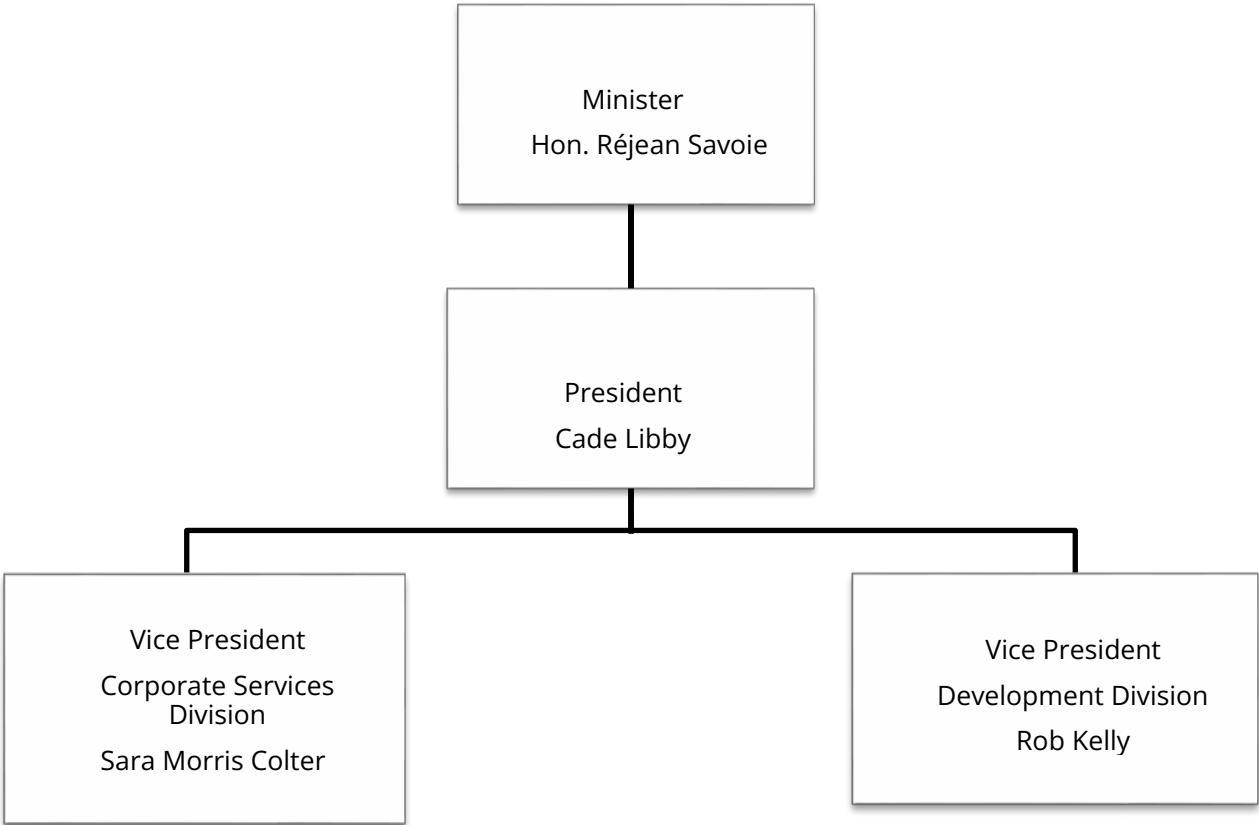 Minister
Hon. Réjean Savoie
President
Cade Libby
Vice President
Corporate Services
Division
Sara Morris Colter
Vice President
Development Division
Rob Kelly